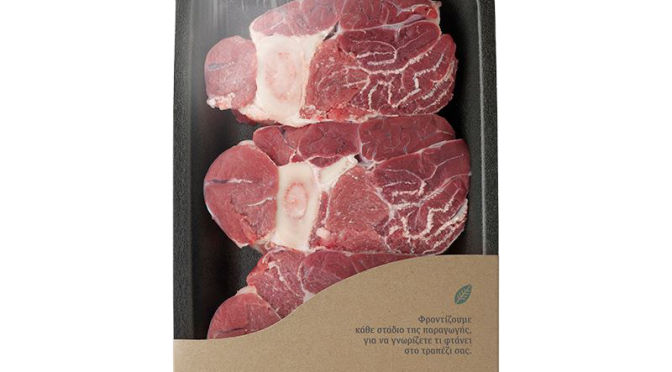 Φροντίζουμε
κάθε στάδιο της παραγωγής,
για να γνωρίζετε τι φτάνει
στο τραπέζι σας.